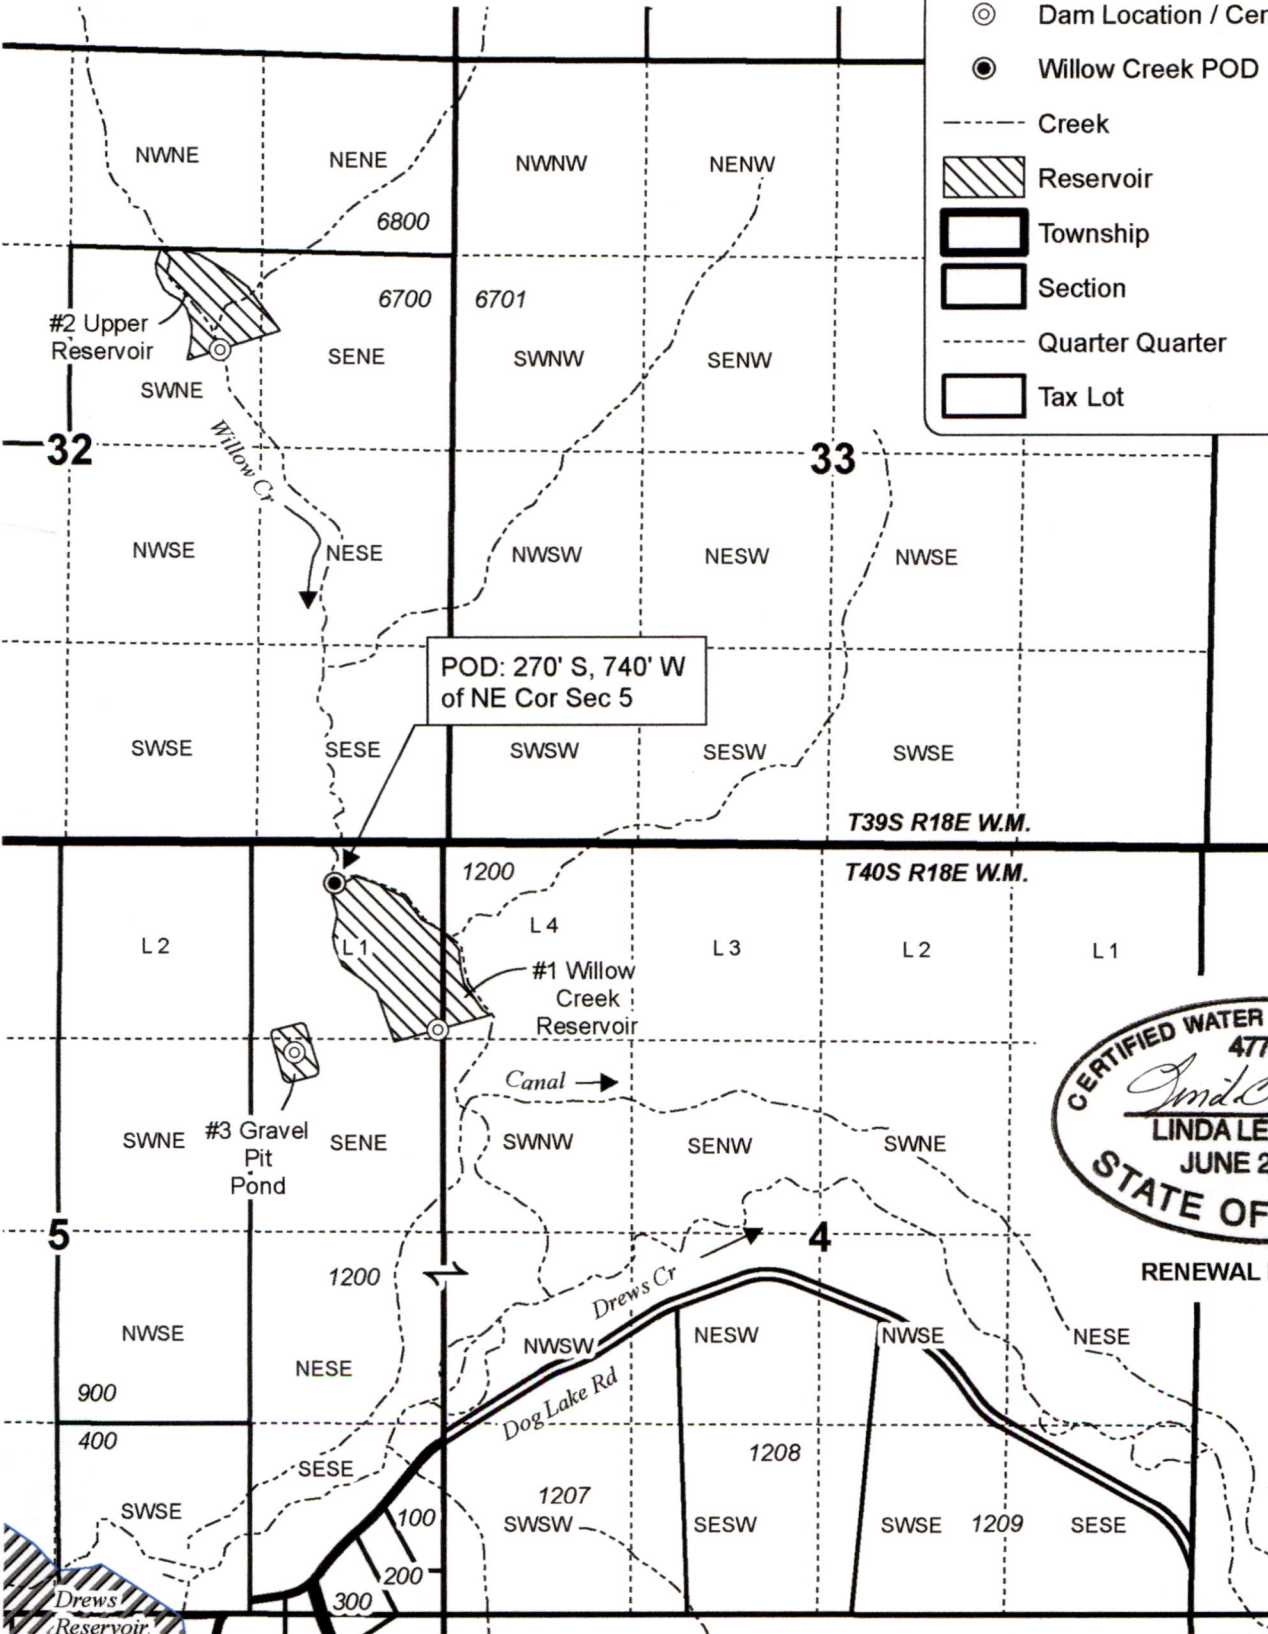 Dam Location / Cer
Willow Creek POD
Creek
Reservoir
Township
Section
Quarter Quarter
Tax Lot
NWNE
NENE
NWNW
NENW
6800
6700
6701
#2 Upper
Reservoir
SENE
SWNW
SENW
SWNE
32
33
Willow Cr
NWSE
NESE
NWSW
NESW
NWSE
POD: 270' S, 740' W
of NE Cor Sec 5
SWSE
SESE
SWSW
SESW
SWSE
T39S R18E W.M.
T40S R18E W.M.
1200
L 2
L 1
L 4
L 3
L 2
L 1
#1 Willow
Creek
Reservoir
CERTIFIED WATER
477
LINDA LE
JUNE 2
STATE OF
RENEWAL
Canal
SWNE
#3 Gravel
Pit
Pond
SENE
SWNW
SENW
SWNE
5
4
1200
Drews Cr
NWSE
NESE
NWSW
NESW
NWSE
NESE
900
400
Dog Lake Rd
SESE
1208
SWSE
1207
SWSW
SESW
SWSE
1209
SESE
100
200
300
Drews
Reservoir